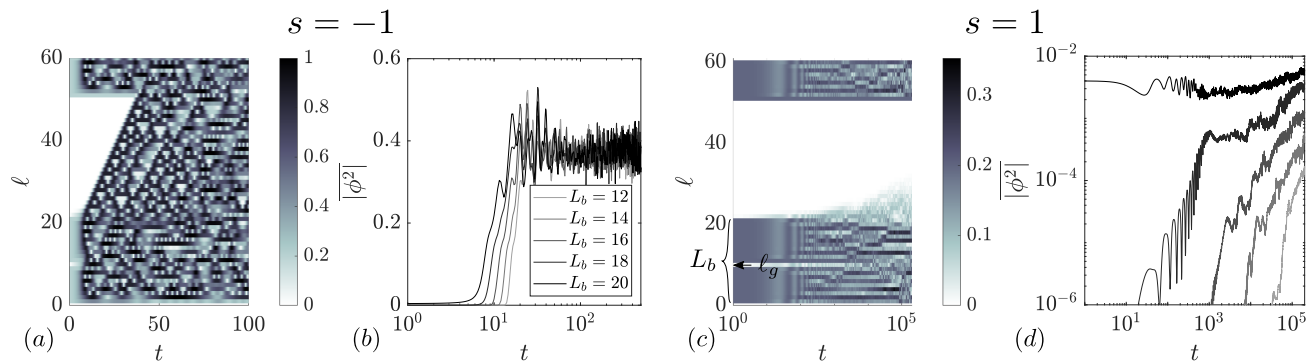 s = −1
s = 1
60
40
20
0
ℓ
0
50
100
t
(a)
1
0.8
0.6
0.4
0.2
0
|ϕ²|
0.6
0.4
0.2
0
10⁰
10¹
10²
t
(b)
L_b = 12
L_b = 14
L_b = 16
L_b = 18
L_b = 20
60
40
20
0
ℓ
L_b
ℓ_g
10⁰
10⁵
t
(c)
0.3
0.2
0.1
0
|ϕ²|
10⁻²
10⁻⁴
10⁻⁶
10¹
10³
10⁵
t
(d)